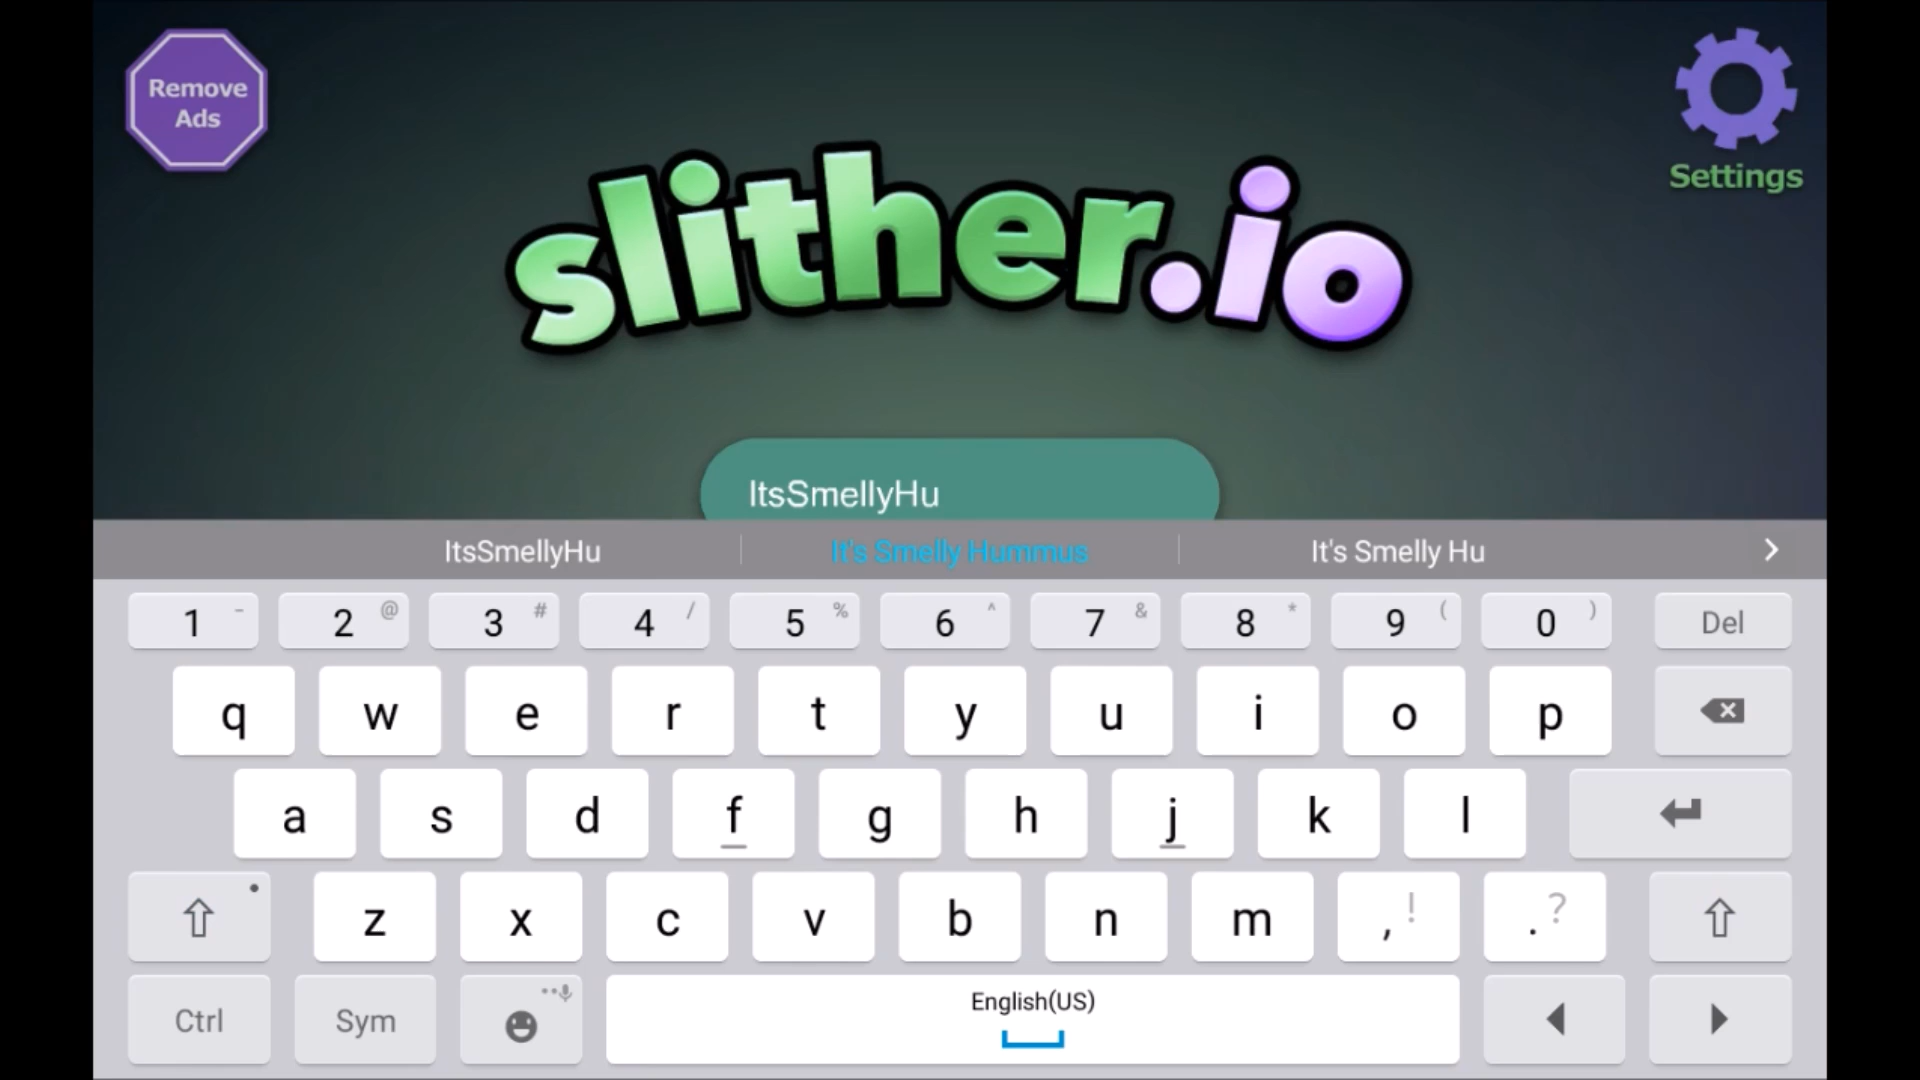 Remove
Ads
Settings
slither.io
ItsSmellyHu
ItsSmellyHu It's Smelly Hummus It's Smelly Hu
1 - 2 @ 3 # 4 / 5 % 6 ^ 7 & 8 * 9 ( 0 ) Del
q w e r t y u i o p
a s d f g h j k l
z x c v b n m , ! . ?
Ctrl Sym English(US)